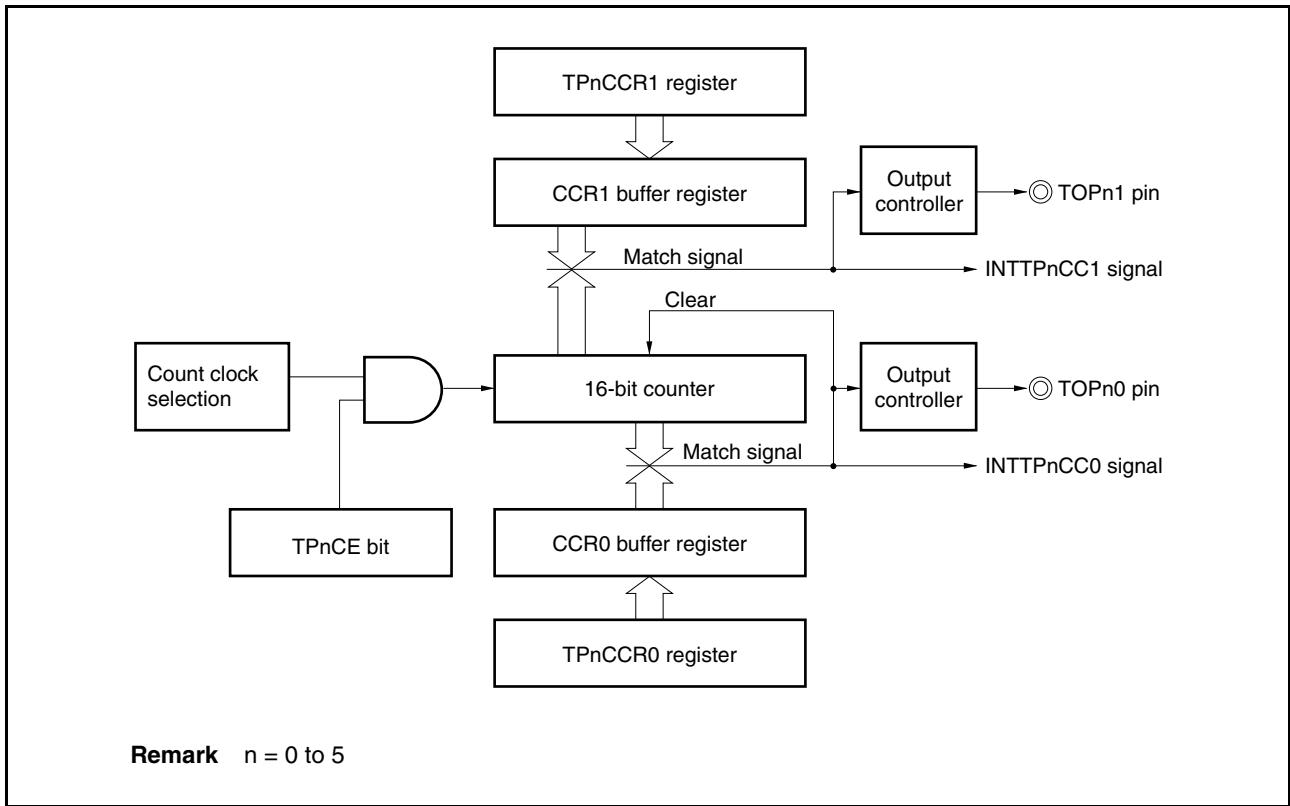 TPnCCR1 register
CCR1 buffer register
Output
controller
TOPn1 pin
Match signal
INTTPnCC1 signal
Clear
Count clock
selection
16-bit counter
Output
controller
TOPn0 pin
Match signal
INTTPnCC0 signal
TPnCE bit
CCR0 buffer register
TPnCCR0 register
Remark n = 0 to 5